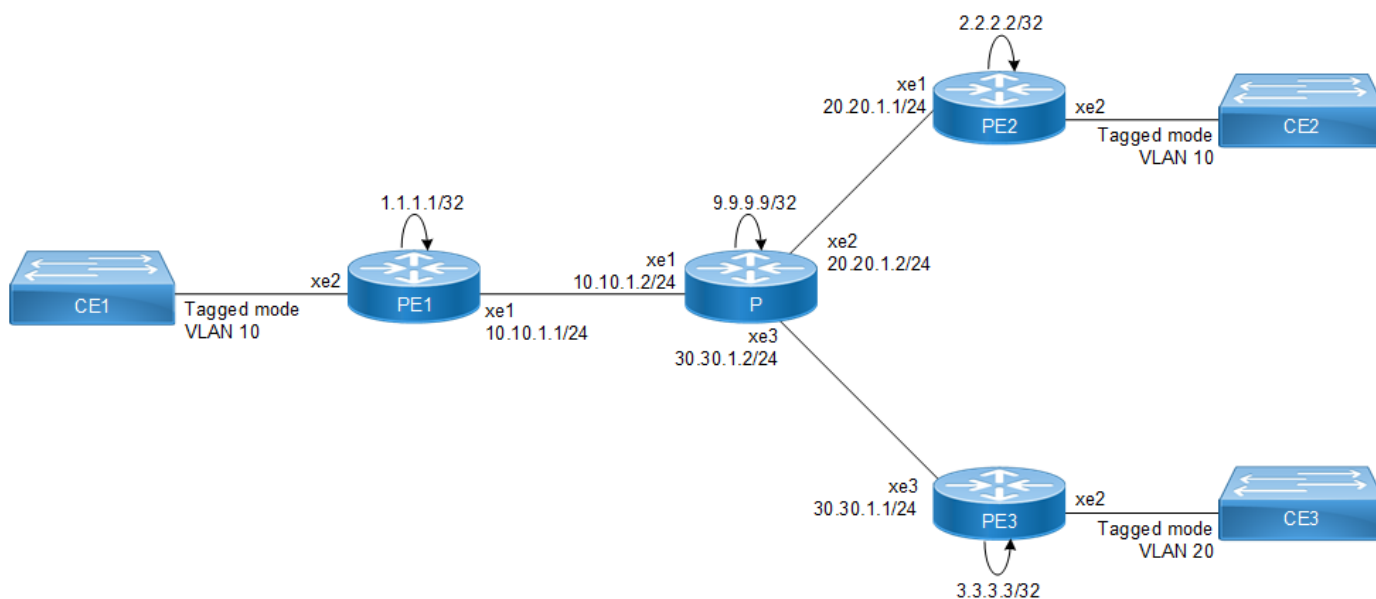 2.2.2.2/32
xe1
20.20.1.1/24
PE2
xe2
Tagged mode
VLAN 10
CE2
1.1.1.1/32
9.9.9.9/32
xe2
20.20.1.2/24
CE1
Tagged mode
VLAN 10
xe2
PE1
xe1
10.10.1.1/24
xe1
10.10.1.2/24
P
xe3
30.30.1.2/24
xe3
30.30.1.1/24
PE3
xe2
Tagged mode
VLAN 20
CE3
3.3.3.3/32